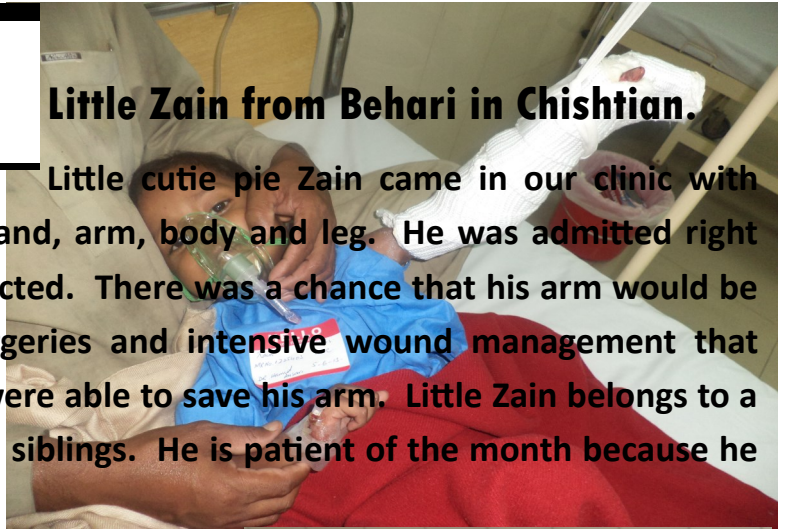 Little Zain from Behari in Chishtian.
Little cutie pie Zain came in our clinic with
and, arm, body and leg. He was admitted right
cted. There was a chance that his arm would be
geries and intensive wound management that
were able to save his arm. Little Zain belongs to a
siblings. He is patient of the month because he